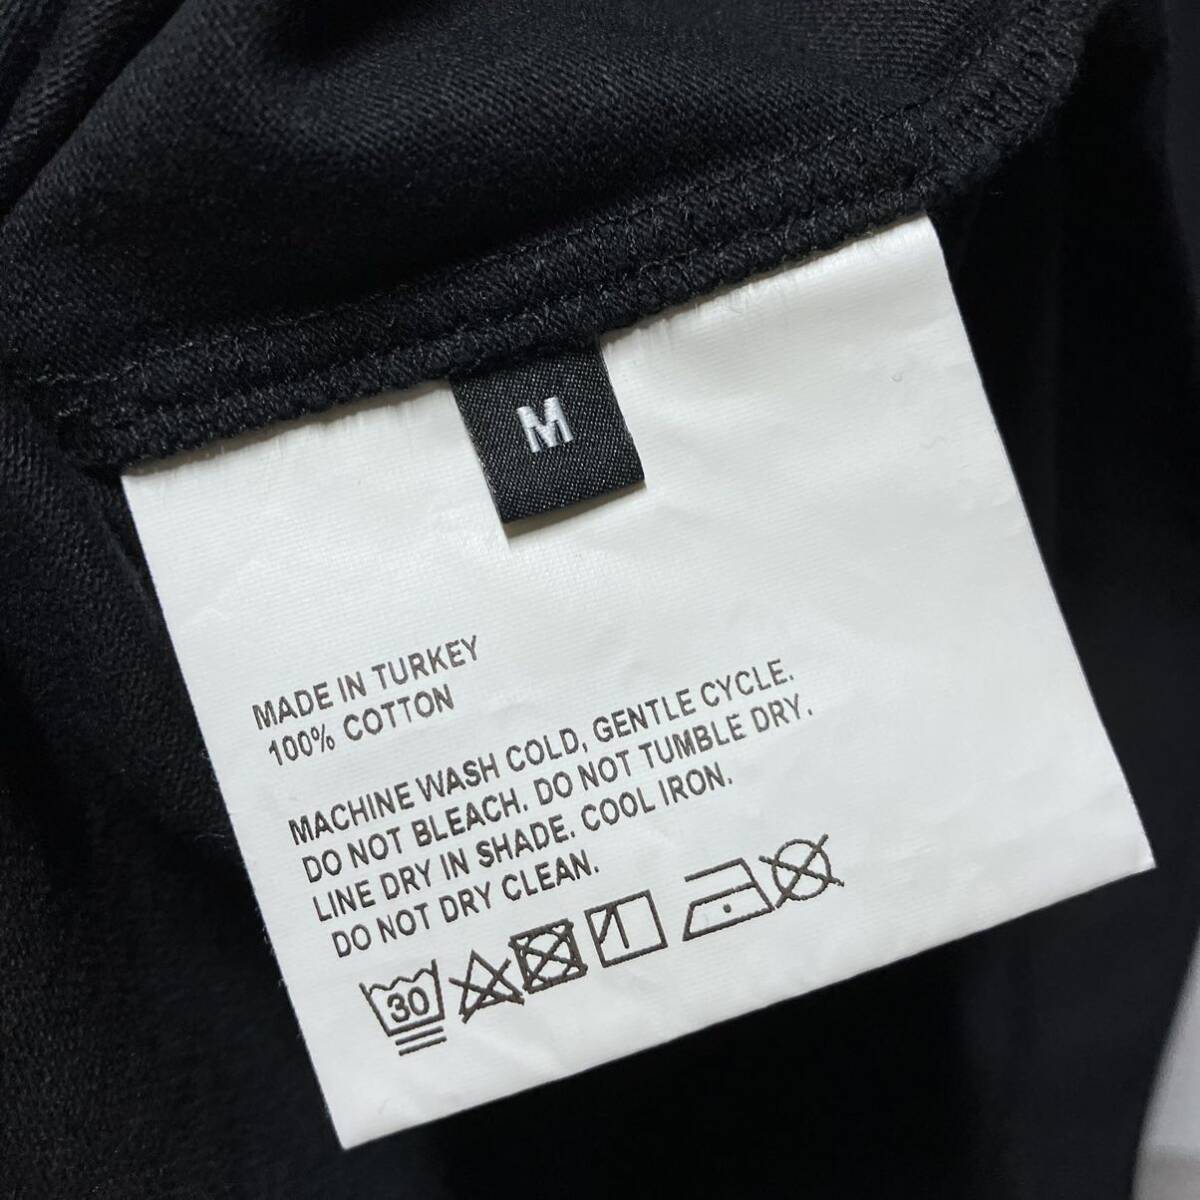 M
MADE IN TURKEY
100% COTTON
MACHINE WASH COLD, GENTLE CYCLE.
DO NOT BLEACH. DO NOT TUMBLE DRY.
LINE DRY IN SHADE. COOL IRON.
DO NOT DRY CLEAN.
30